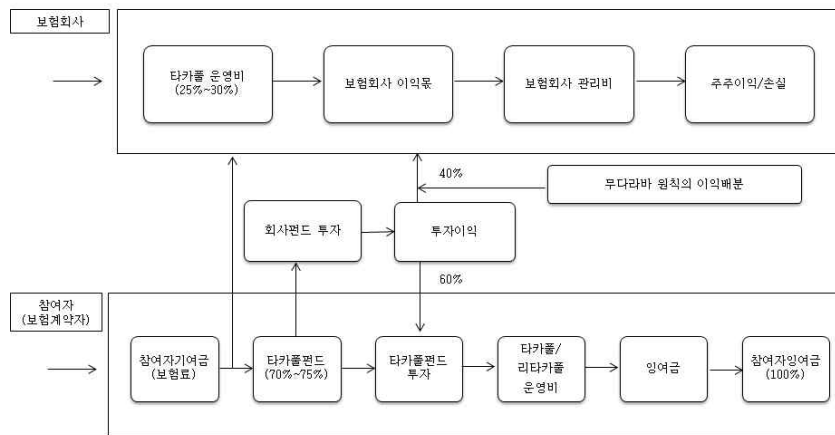 보험회사
타카풀 운영비
(25%~30%)
보험회사 이익몫
보험회사 관리비
주주이익/손실
40%
무다라바 원칙의 이익배분
회사펀드 투자
투자이익
60%
참여자
(보험계약자)
참여자기여금
(보험료)
타카풀펀드
(70%~75%)
타카풀펀드
투자
타카풀/
리타카풀
운영비
잉여금
참여자잉여금
(100%)